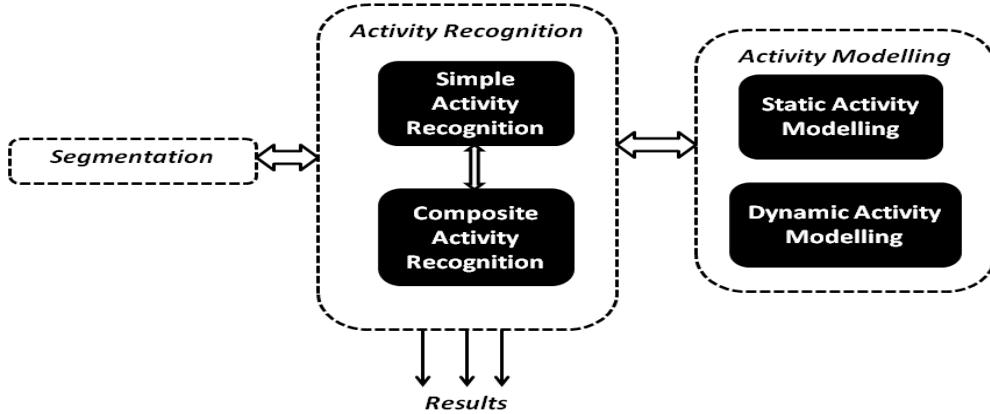 Segmentation
Activity Recognition
Simple
Activity
Recognition
Composite
Activity
Recognition
Results
Activity Modelling
Static Activity
Modelling
Dynamic Activity
Modelling